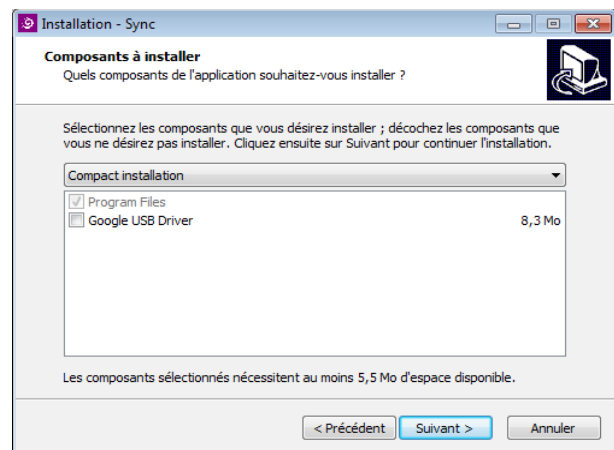 Installation - Sync
Composants à installer
Quels composants de l'application souhaitez-vous installer ?
Sélectionnez les composants que vous désirez installer ; décochez les composants que
vous ne désirez pas installer. Cliquez ensuite sur Suivant pour continuer l'installation.
Compact installation
Program Files
Google USB Driver 8,3 Mo
Les composants sélectionnés nécessitent au moins 5,5 Mo d'espace disponible.
< Précédent Suivant > Annuler